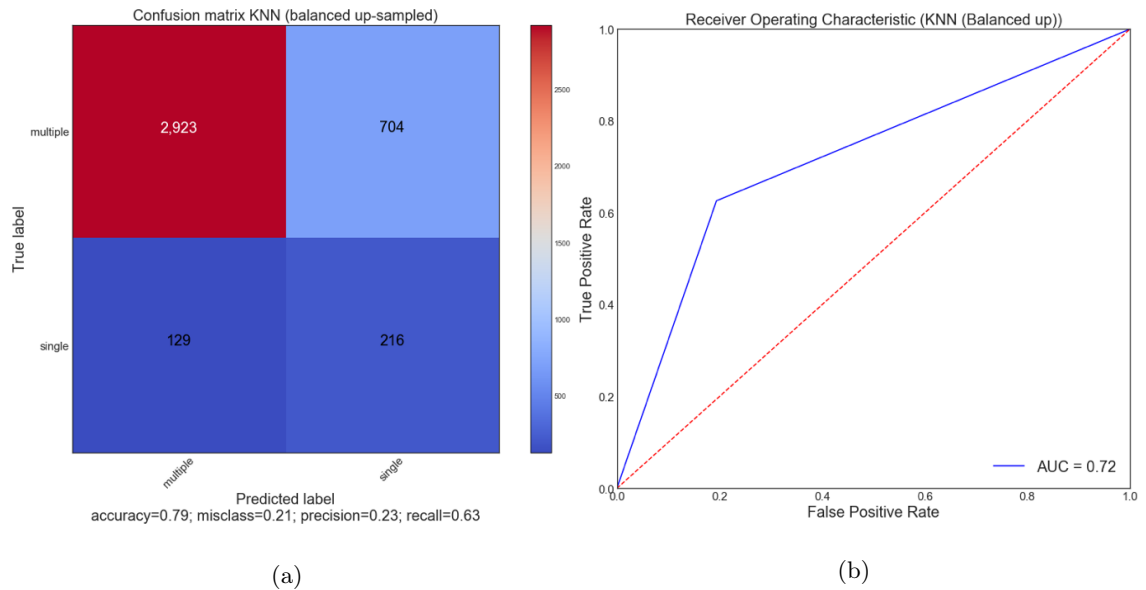 Confusion matrix KNN (balanced up-sampled)
True label
multiple
single
2,923
704
129
216
multiple
single
Predicted label
accuracy=0.79; misclass=0.21; precision=0.23; recall=0.63
2500
2000
1500
1000
500
(a)
Receiver Operating Characteristic (KNN (Balanced up))
True Positive Rate
1.0
0.8
0.6
0.4
0.2
0.0
0.0
0.2
0.4
0.6
0.8
1.0
False Positive Rate
AUC = 0.72
(b)